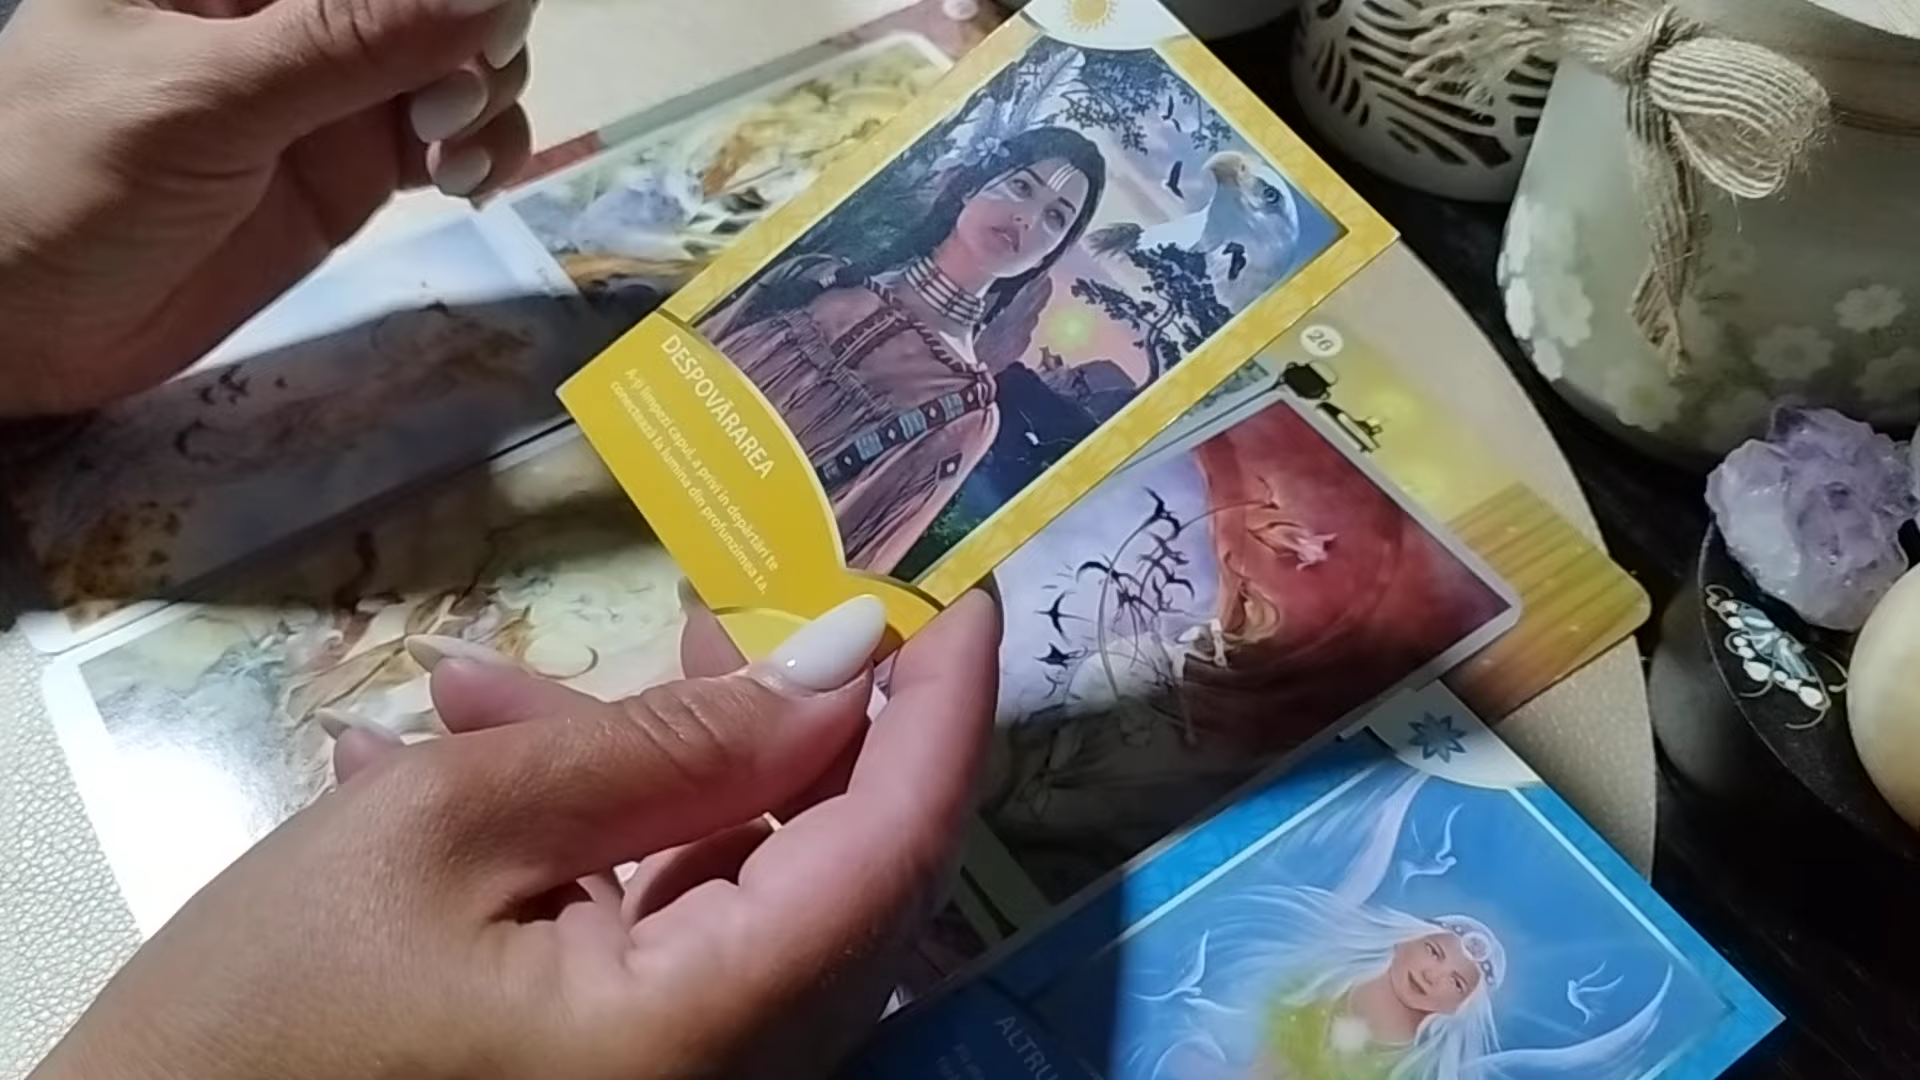 DESPOVĂRAREA
A-ți limpezi capul, a privi în depărtări te
conectează la lumina din profunzimea ta.
26
ALTRU